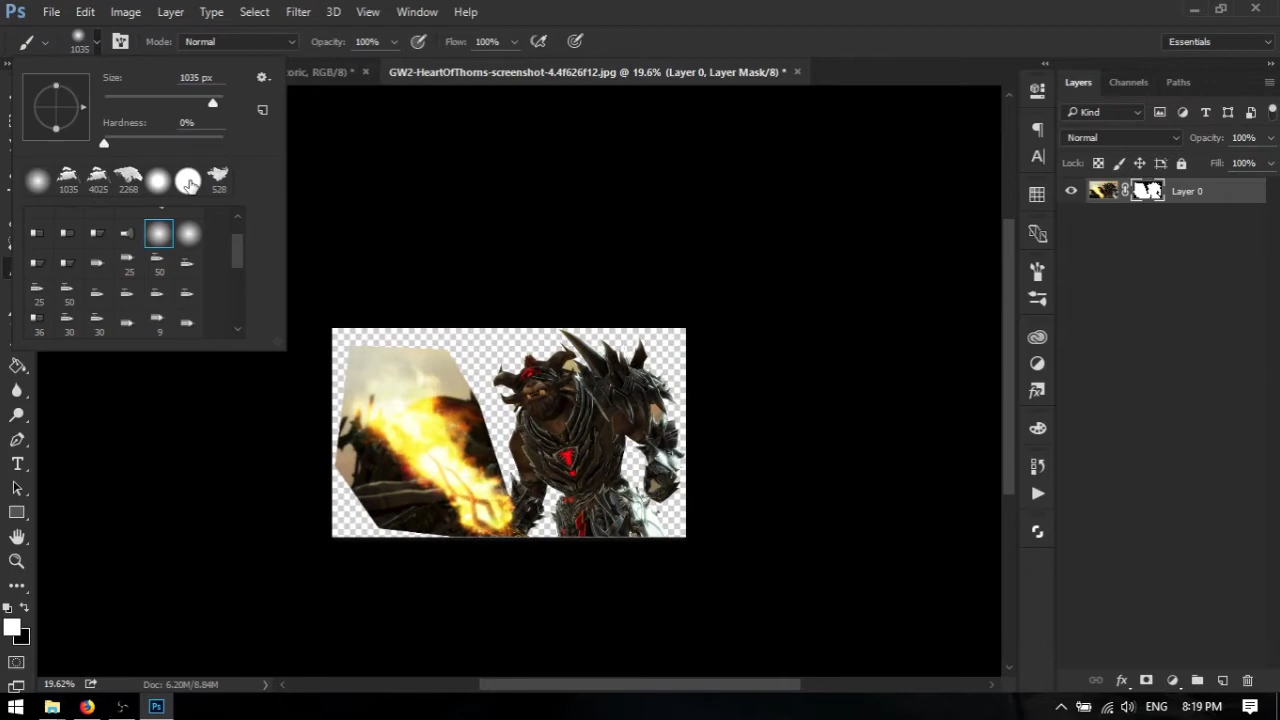 Ps File Edit Image Layer Type Select Filter 3D View Window Help
1035 Mode: Normal Opacity: 100% Flow: 100% Essentials
RGB/8) * × GW2-HeartOfThorns-screenshot-4.4f626f12.jpg @ 19.6% (Layer 0, Layer Mask/8) * ×
Size: 1035 px
Hardness: 0%
1035 4025 2268 528
25 50
25 50
36 30 30 9
Layers Channels Paths
Kind
Normal Opacity: 100%
Lock: Fill: 100%
Layer 0
19.62% Doc: 6.20M/8.84M
Ps ENG 8:19 PM